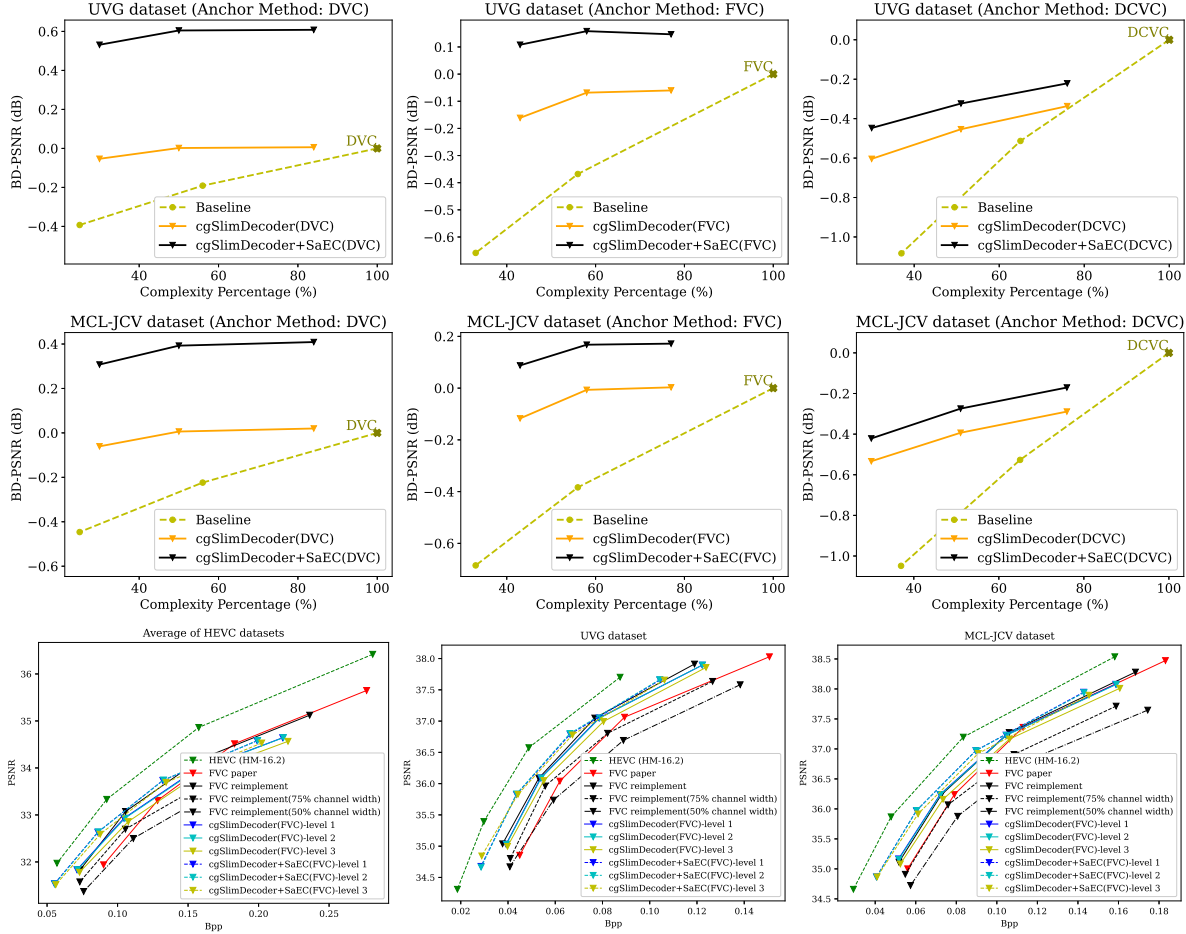 UVG dataset (Anchor Method: DVC)
BD-PSNR (dB)
0.6
0.4
0.2
0.0
−0.2
−0.4
DVC
Baseline
cgSlimDecoder(DVC)
cgSlimDecoder+SaEC(DVC)
40 60 80 100
Complexity Percentage (%)
UVG dataset (Anchor Method: FVC)
BD-PSNR (dB)
0.1
0.0
−0.1
−0.2
−0.3
−0.4
−0.5
−0.6
FVC
Baseline
cgSlimDecoder(FVC)
cgSlimDecoder+SaEC(FVC)
40 60 80 100
Complexity Percentage (%)
UVG dataset (Anchor Method: DCVC)
BD-PSNR (dB)
0.0
−0.2
−0.4
−0.6
−0.8
−1.0
DCVC
Baseline
cgSlimDecoder(DCVC)
cgSlimDecoder+SaEC(DCVC)
40 60 80 100
Complexity Percentage (%)
MCL-JCV dataset (Anchor Method: DVC)
BD-PSNR (dB)
0.4
0.2
0.0
−0.2
−0.4
−0.6
DVC
Baseline
cgSlimDecoder(DVC)
cgSlimDecoder+SaEC(DVC)
40 60 80 100
Complexity Percentage (%)
MCL-JCV dataset (Anchor Method: FVC)
BD-PSNR (dB)
0.2
0.0
−0.2
−0.4
−0.6
FVC
Baseline
cgSlimDecoder(FVC)
cgSlimDecoder+SaEC(FVC)
40 60 80 100
Complexity Percentage (%)
MCL-JCV dataset (Anchor Method: DCVC)
BD-PSNR (dB)
0.0
−0.2
−0.4
−0.6
−0.8
−1.0
DCVC
Baseline
cgSlimDecoder(DCVC)
cgSlimDecoder+SaEC(DCVC)
40 60 80 100
Complexity Percentage (%)
Average of HEVC datasets
PSNR
36
35
34
33
32
HEVC (HM-16.2)
FVC paper
FVC reimplement
FVC reimplement(75% channel width)
FVC reimplement(50% channel width)
cgSlimDecoder(FVC)-level 1
cgSlimDecoder(FVC)-level 2
cgSlimDecoder(FVC)-level 3
cgSlimDecoder+SaEC(FVC)-level 1
cgSlimDecoder+SaEC(FVC)-level 2
cgSlimDecoder+SaEC(FVC)-level 3
0.05 0.10 0.15 0.20 0.25
Bpp
UVG dataset
PSNR
38.0
37.5
37.0
36.5
36.0
35.5
35.0
34.5
HEVC (HM-16.2)
FVC paper
FVC reimplement
FVC reimplement(75% channel width)
FVC reimplement(50% channel width)
cgSlimDecoder(FVC)-level 1
cgSlimDecoder(FVC)-level 2
cgSlimDecoder(FVC)-level 3
cgSlimDecoder+SaEC(FVC)-level 1
cgSlimDecoder+SaEC(FVC)-level 2
cgSlimDecoder+SaEC(FVC)-level 3
0.02 0.04 0.06 0.08 0.10 0.12 0.14
Bpp
MCL-JCV dataset
PSNR
38.5
38.0
37.5
37.0
36.5
36.0
35.5
35.0
34.5
HEVC (HM-16.2)
FVC paper
FVC reimplement
FVC reimplement(75% channel width)
FVC reimplement(50% channel width)
cgSlimDecoder(FVC)-level 1
cgSlimDecoder(FVC)-level 2
cgSlimDecoder(FVC)-level 3
cgSlimDecoder+SaEC(FVC)-level 1
cgSlimDecoder+SaEC(FVC)-level 2
cgSlimDecoder+SaEC(FVC)-level 3
0.04 0.06 0.08 0.10 0.12 0.14 0.16 0.18
Bpp